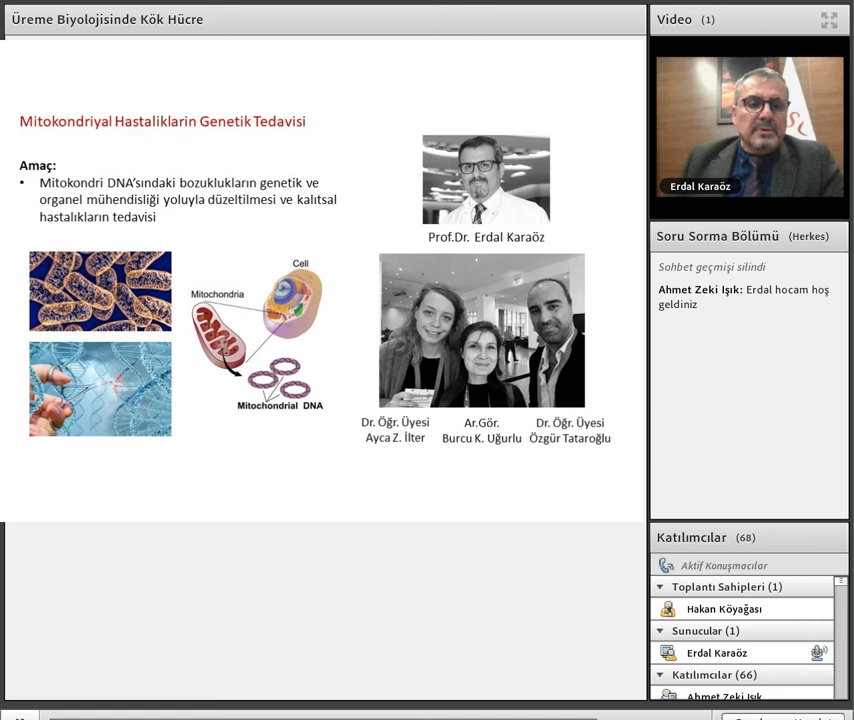 Üreme Biyolojisinde Kök Hücre
Mitokondriyal Hastaliklarin Genetik Tedavisi
Amaç:
• Mitokondri DNA'sındaki bozuklukların genetik ve
organel mühendisliği yoluyla düzeltilmesi ve kalıtsal
hastalıkların tedavisi
Cell
Mitochondria
Mitochondrial DNA
Prof.Dr. Erdal Karaöz
Dr. Öğr. Üyesi
Ayca Z. İlter
Ar.Gör.
Burcu K. Uğurlu
Dr. Öğr. Üyesi
Özgür Tataroğlu
Video (1)
Erdal Karaöz
Soru Sorma Bölümü (Herkes)
Sohbet geçmişi silindi
Ahmet Zeki Işık: Erdal hocam hoş
geldiniz
Katılımcılar (68)
Aktif Konuşmacılar
Toplantı Sahipleri (1)
Hakan Köyağası
Sunucular (1)
Erdal Karaöz
Katılımcılar (66)
Ahmet Zeki Işık